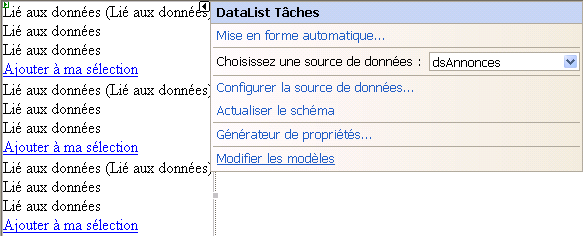 Lié aux données (Lié aux données)
Lié aux données
Lié aux données
Ajouter à ma sélection
Lié aux données (Lié aux données)
Lié aux données
Lié aux données
Ajouter à ma sélection
Lié aux données (Lié aux données)
Lié aux données
Lié aux données
Ajouter à ma sélection
DataList Tâches
Mise en forme automatique...
Choisissez une source de données : dsAnnonces
Configurer la source de données...
Actualiser le schéma
Générateur de propriétés...
Modifier les modèles